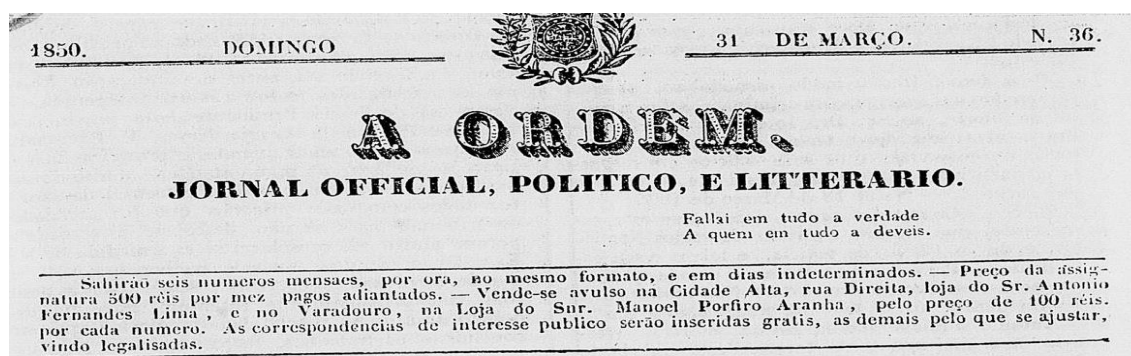 1850. DOMINGO 31 DE MARÇO. N. 36.
A ORDEM,
JORNAL OFFICIAL, POLITICO, E LITTERARIO.
Fallai em tudo a verdade
A quem em tudo a deveis.
Sahirão seis numeros mensaes, por ora, no mesmo formato, e em dias indeterminados. — Preço da assig-
natura 500 rèis por mez pagos adiantados. — Vende-se avulso na Cidade Alta, rua Direita, loja do Sr. Antonio
Fernandes Lima, e no Varadouro, na Loja do Snr. Manoel Porfiro Aranha, pelo preço de 100 réis.
por cada numero. As correspondencias de interesse publico serão inseridas gratis, as demais pelo que se ajustar,
vindo legalisadas.